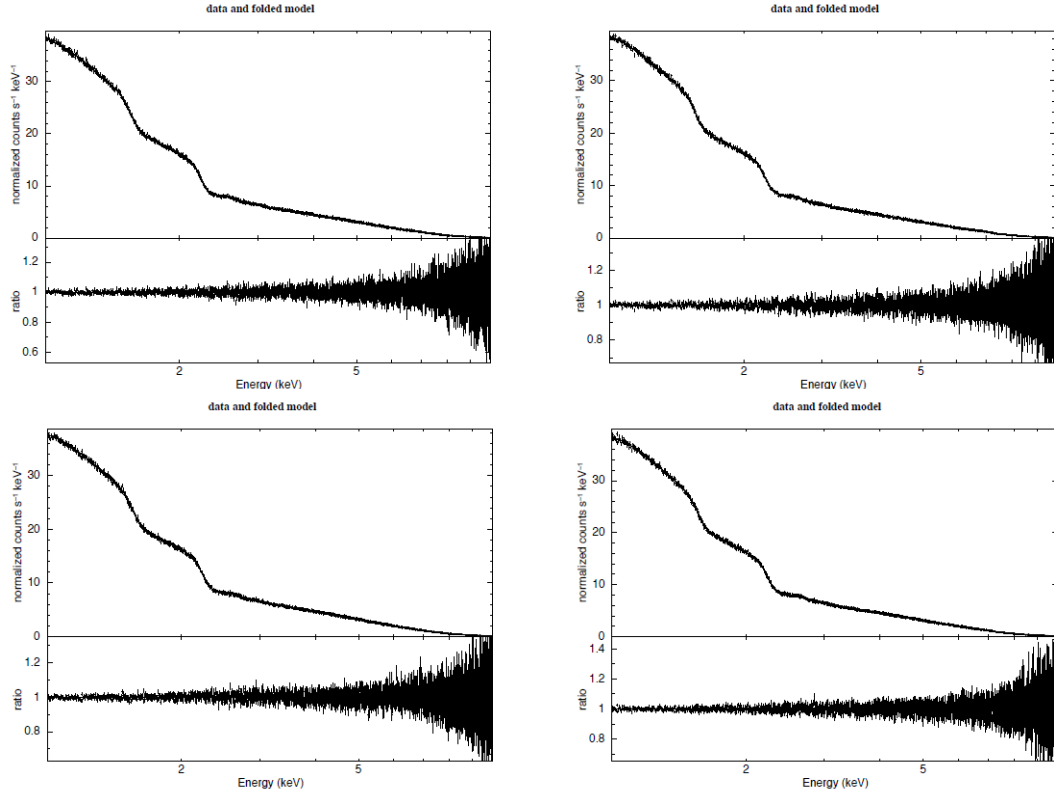 data and folded model
normalized counts s⁻¹ keV⁻¹
30
20
10
0
ratio
1.2
1
0.8
0.6
2
5
Energy (keV)
data and folded model
normalized counts s⁻¹ keV⁻¹
30
20
10
0
ratio
1.2
1
0.8
2
5
Energy (keV)
data and folded model
normalized counts s⁻¹ keV⁻¹
30
20
10
0
ratio
1.2
1
0.8
2
5
Energy (keV)
data and folded model
normalized counts s⁻¹ keV⁻¹
30
20
10
0
ratio
1.4
1.2
1
0.8
2
5
Energy (keV)